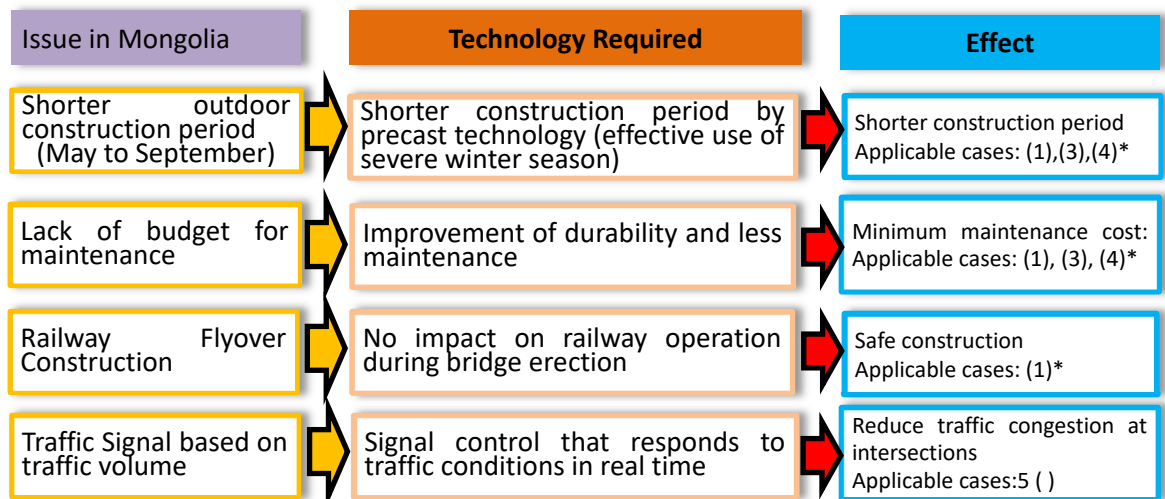 Issue in Mongolia
Technology Required
Effect
Shorter outdoor
construction period
(May to September)
Shorter construction period by
precast technology (effective use of
severe winter season)
Shorter construction period
Applicable cases: (1),(3),(4)*
Lack of budget for
maintenance
Improvement of durability and less
maintenance
Minimum maintenance cost:
Applicable cases: (1), (3), (4)*
Railway Flyover
Construction
No impact on railway operation
during bridge erection
Safe construction
Applicable cases: (1)*
Traffic Signal based on
traffic volume
Signal control that responds to
traffic conditions in real time
Reduce traffic congestion at
intersections
Applicable cases:5 ( )